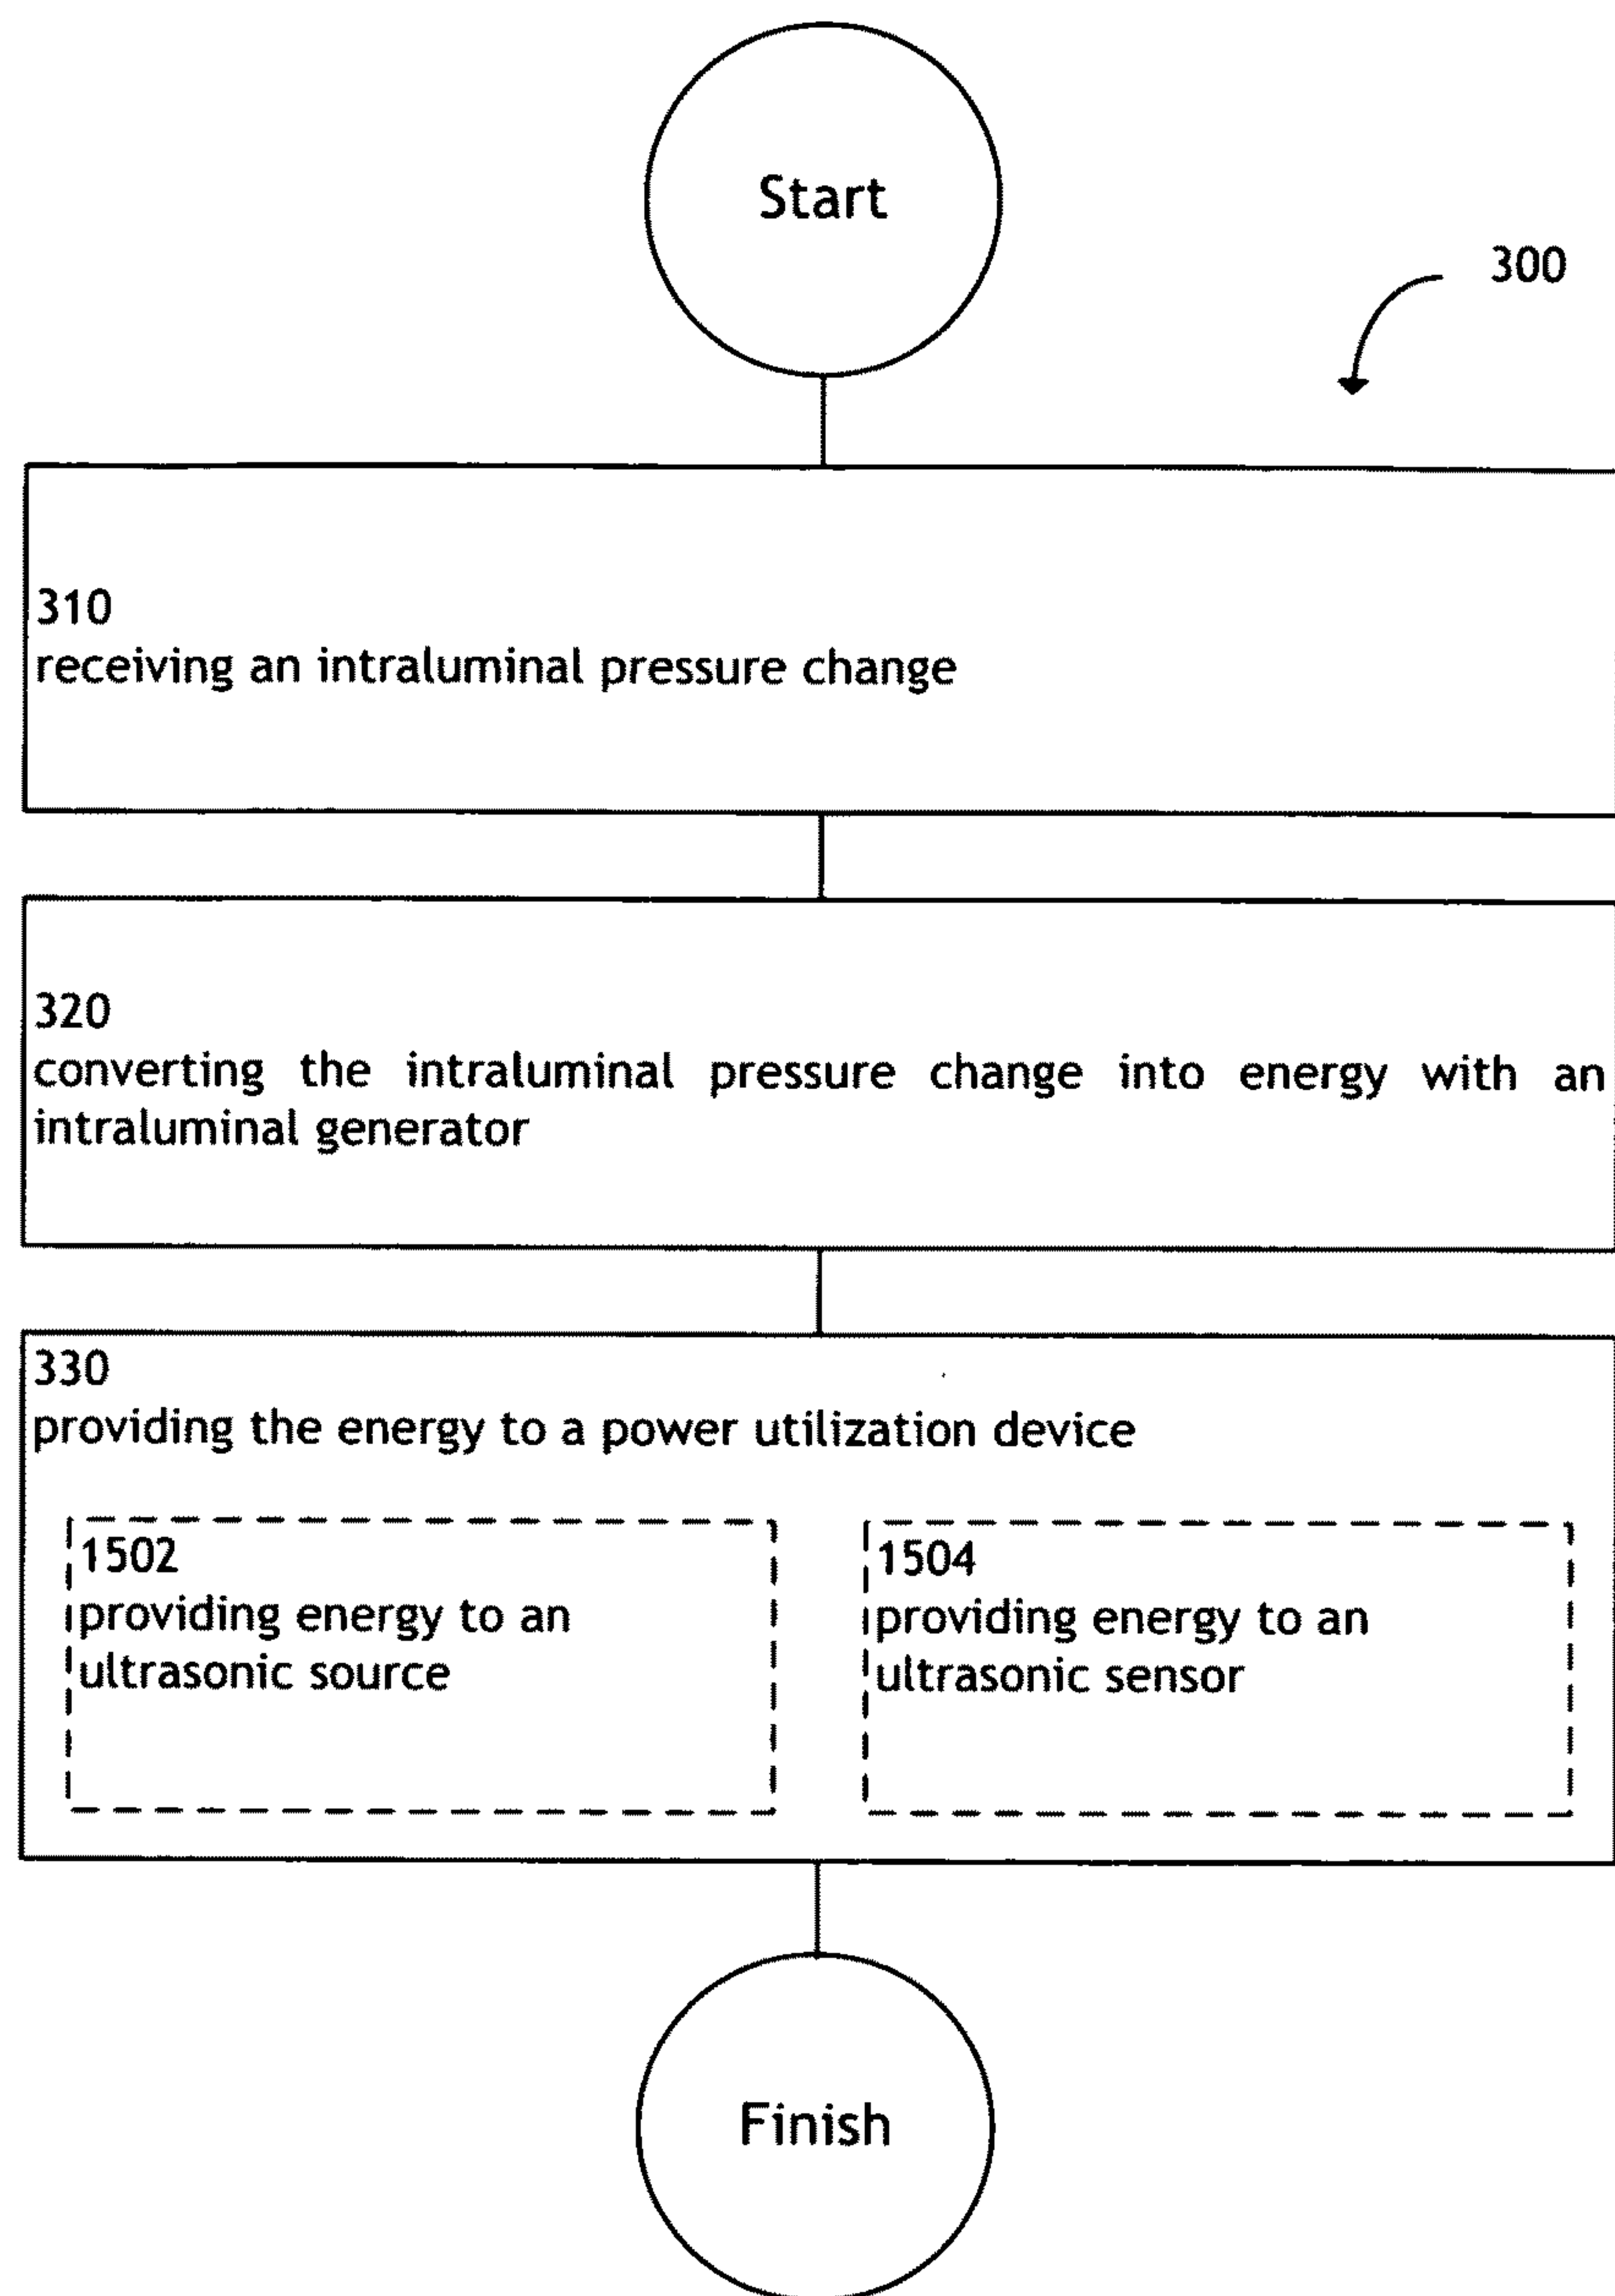 Start
300
310
receiving an intraluminal pressure change
320
converting the intraluminal pressure change into energy with an
intraluminal generator
330
providing the energy to a power utilization device
1502
providing energy to an
ultrasonic source
1504
providing energy to an
ultrasonic sensor
Finish